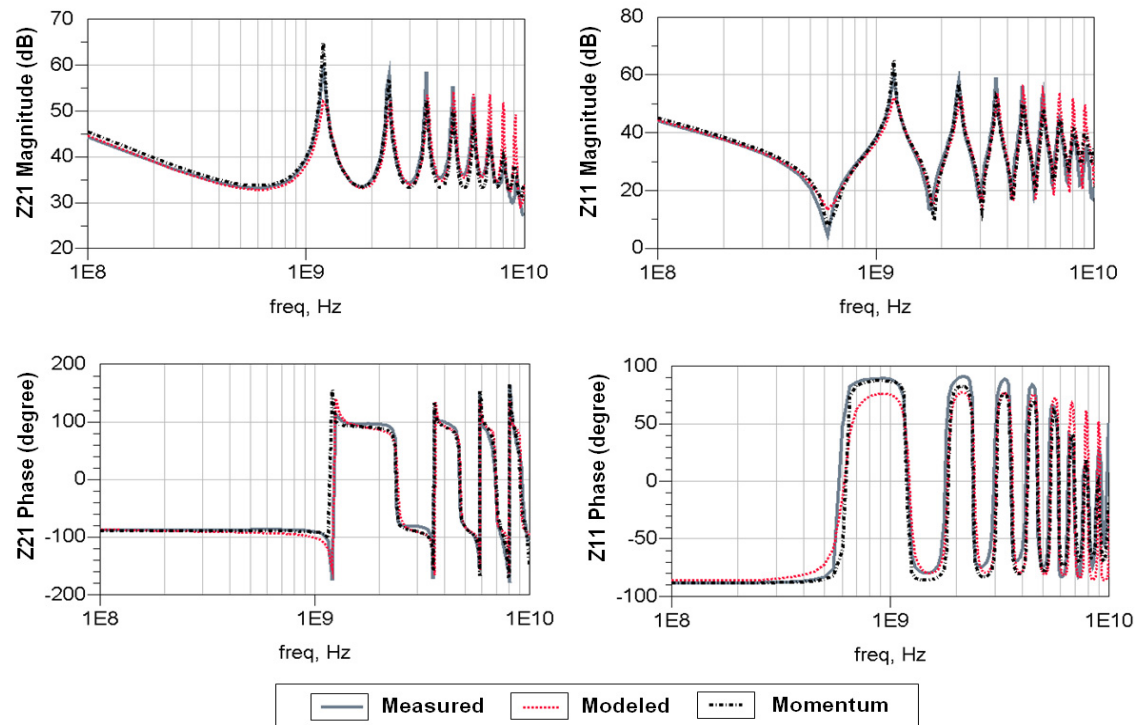 Z21 Magnitude (dB)
70
60
50
40
30
20
1E8
1E9
1E10
freq, Hz
Z11 Magnitude (dB)
80
60
40
20
0
1E8
1E9
1E10
freq, Hz
Z21 Phase (degree)
200
100
0
-100
-200
1E8
1E9
1E10
freq, Hz
Z11 Phase (degree)
100
50
0
-50
-100
1E8
1E9
1E10
freq, Hz
Measured Modeled Momentum